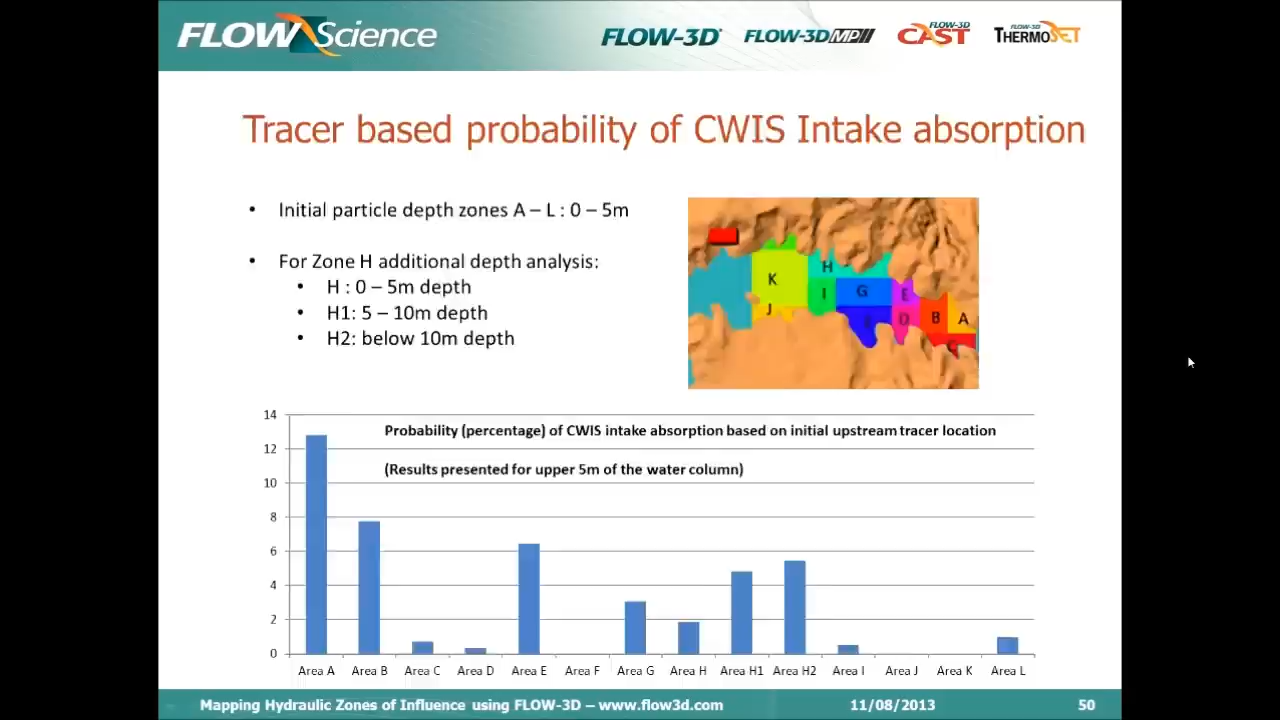 FLOW Science
FLOW-3D FLOW-3D MP FLOW-3D CAST FLOW-3D THERMOSET
Tracer based probability of CWIS Intake absorption
• Initial particle depth zones A – L : 0 – 5m
• For Zone H additional depth analysis:
• H : 0 – 5m depth
• H1: 5 – 10m depth
• H2: below 10m depth
H
K
I
G
E
J
D
B
A
C
Probability (percentage) of CWIS intake absorption based on initial upstream tracer location
(Results presented for upper 5m of the water column)
14
12
10
8
6
4
2
0
Area A Area B Area C Area D Area E Area F Area G Area H Area H1 Area H2 Area I Area J Area K Area L
Mapping Hydraulic Zones of Influence using FLOW-3D – www.flow3d.com 11/08/2013 50